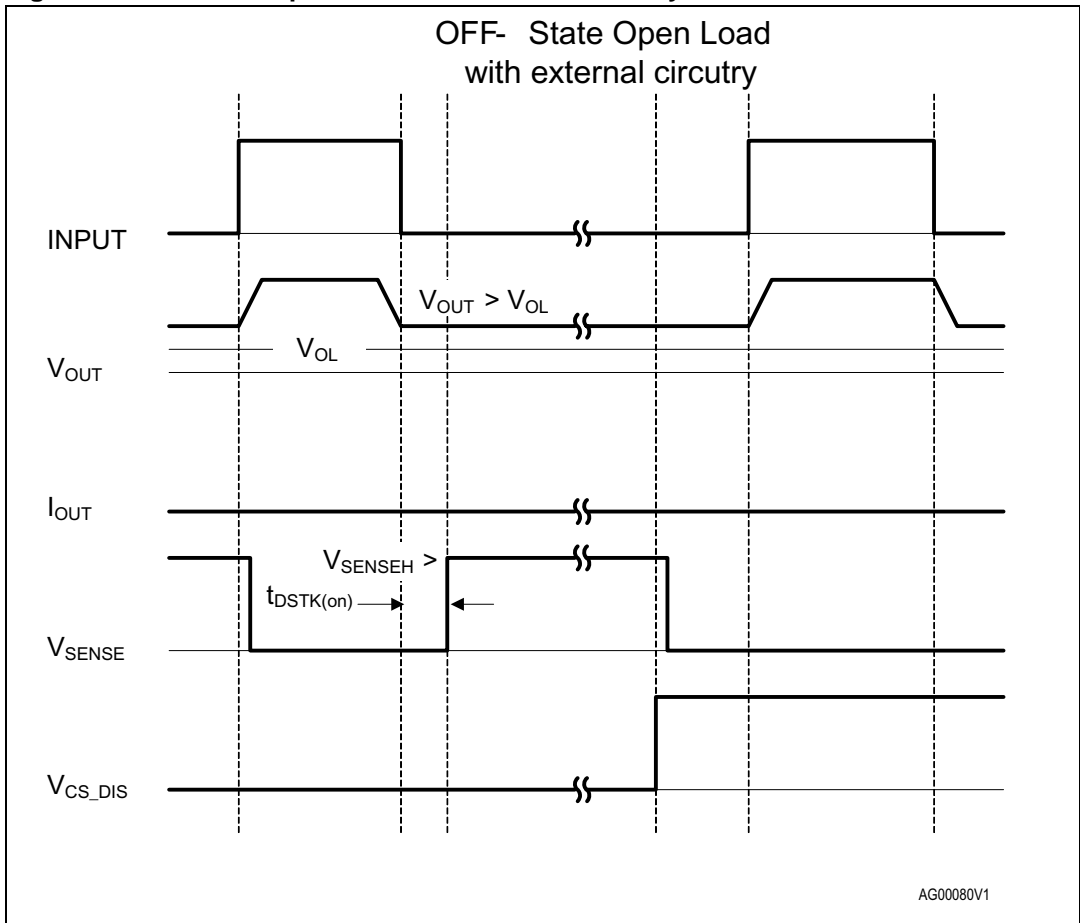 OFF- State Open Load
with external circutry
INPUT
VOUT > VOL
VOL
VOUT
IOUT
VSENSEH >
tDSTK(on)
VSENSE
VCS_DIS
AG00080V1